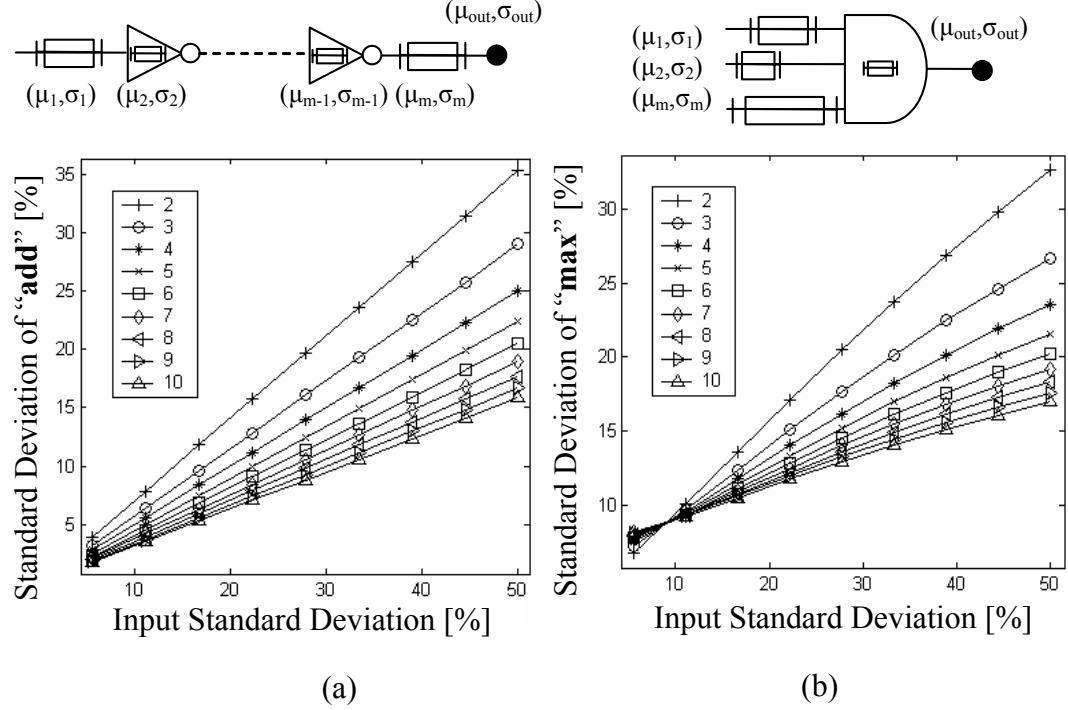 (μout,σout)
(μ1,σ1)
(μ2,σ2)
(μm-1,σm-1)
(μm,σm)
Standard Deviation of “add” [%]
35
30
25
20
15
10
5
2
3
4
5
6
7
8
9
10
10
20
30
40
50
Input Standard Deviation [%]
(a)
(μ1,σ1)
(μ2,σ2)
(μm,σm)
(μout,σout)
Standard Deviation of “max” [%]
30
25
20
15
10
2
3
4
5
6
7
8
9
10
10
20
30
40
50
Input Standard Deviation [%]
(b)